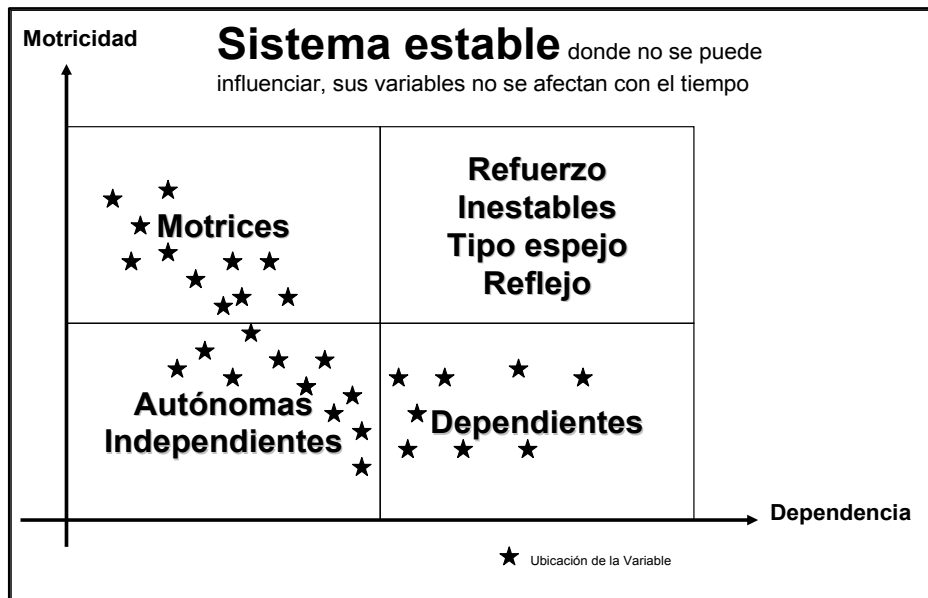 Motricidad
Sistema estable donde no se puede
influenciar, sus variables no se afectan con el tiempo
Refuerzo
Inestables
Tipo espejo
Reflejo
Motrices
Autónomas
Independientes
Dependientes
Dependencia
Ubicación de la Variable